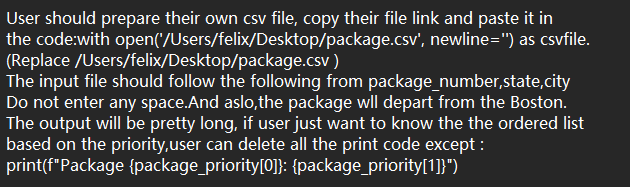 User should prepare their own csv file, copy their file link and paste it in
the code:with open('/Users/felix/Desktop/package.csv', newline='') as csvfile.
(Replace /Users/felix/Desktop/package.csv )
The input file should follow the following from package_number,state,city
Do not enter any space.And aslo,the package wll depart from the Boston.
The output will be pretty long, if user just want to know the the ordered list
based on the priority,user can delete all the print code except :
print(f"Package {package_priority[0]}: {package_priority[1]}")